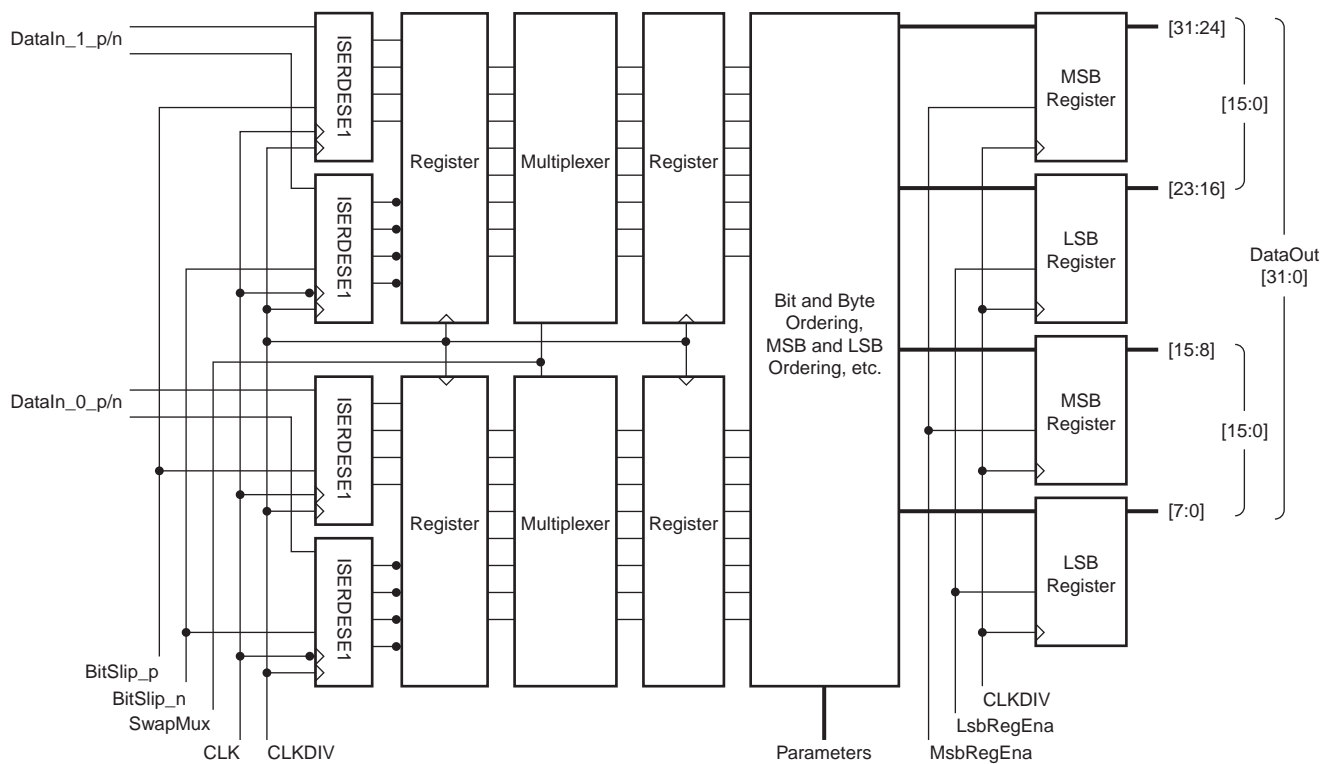 DataIn_1_p/n
ISERDESE1
ISERDESE1
Register
Multiplexer
Register
MSB
Register
[31:24]
[15:0]
LSB
Register
[23:16]
DataOut
[31:0]
Bit and Byte
Ordering,
MSB and LSB
Ordering, etc.
DataIn_0_p/n
ISERDESE1
ISERDESE1
Register
Multiplexer
Register
MSB
Register
[15:8]
[15:0]
LSB
Register
[7:0]
BitSlip_p
BitSlip_n
SwapMux
CLK
CLKDIV
Parameters
CLKDIV
LsbRegEna
MsbRegEna